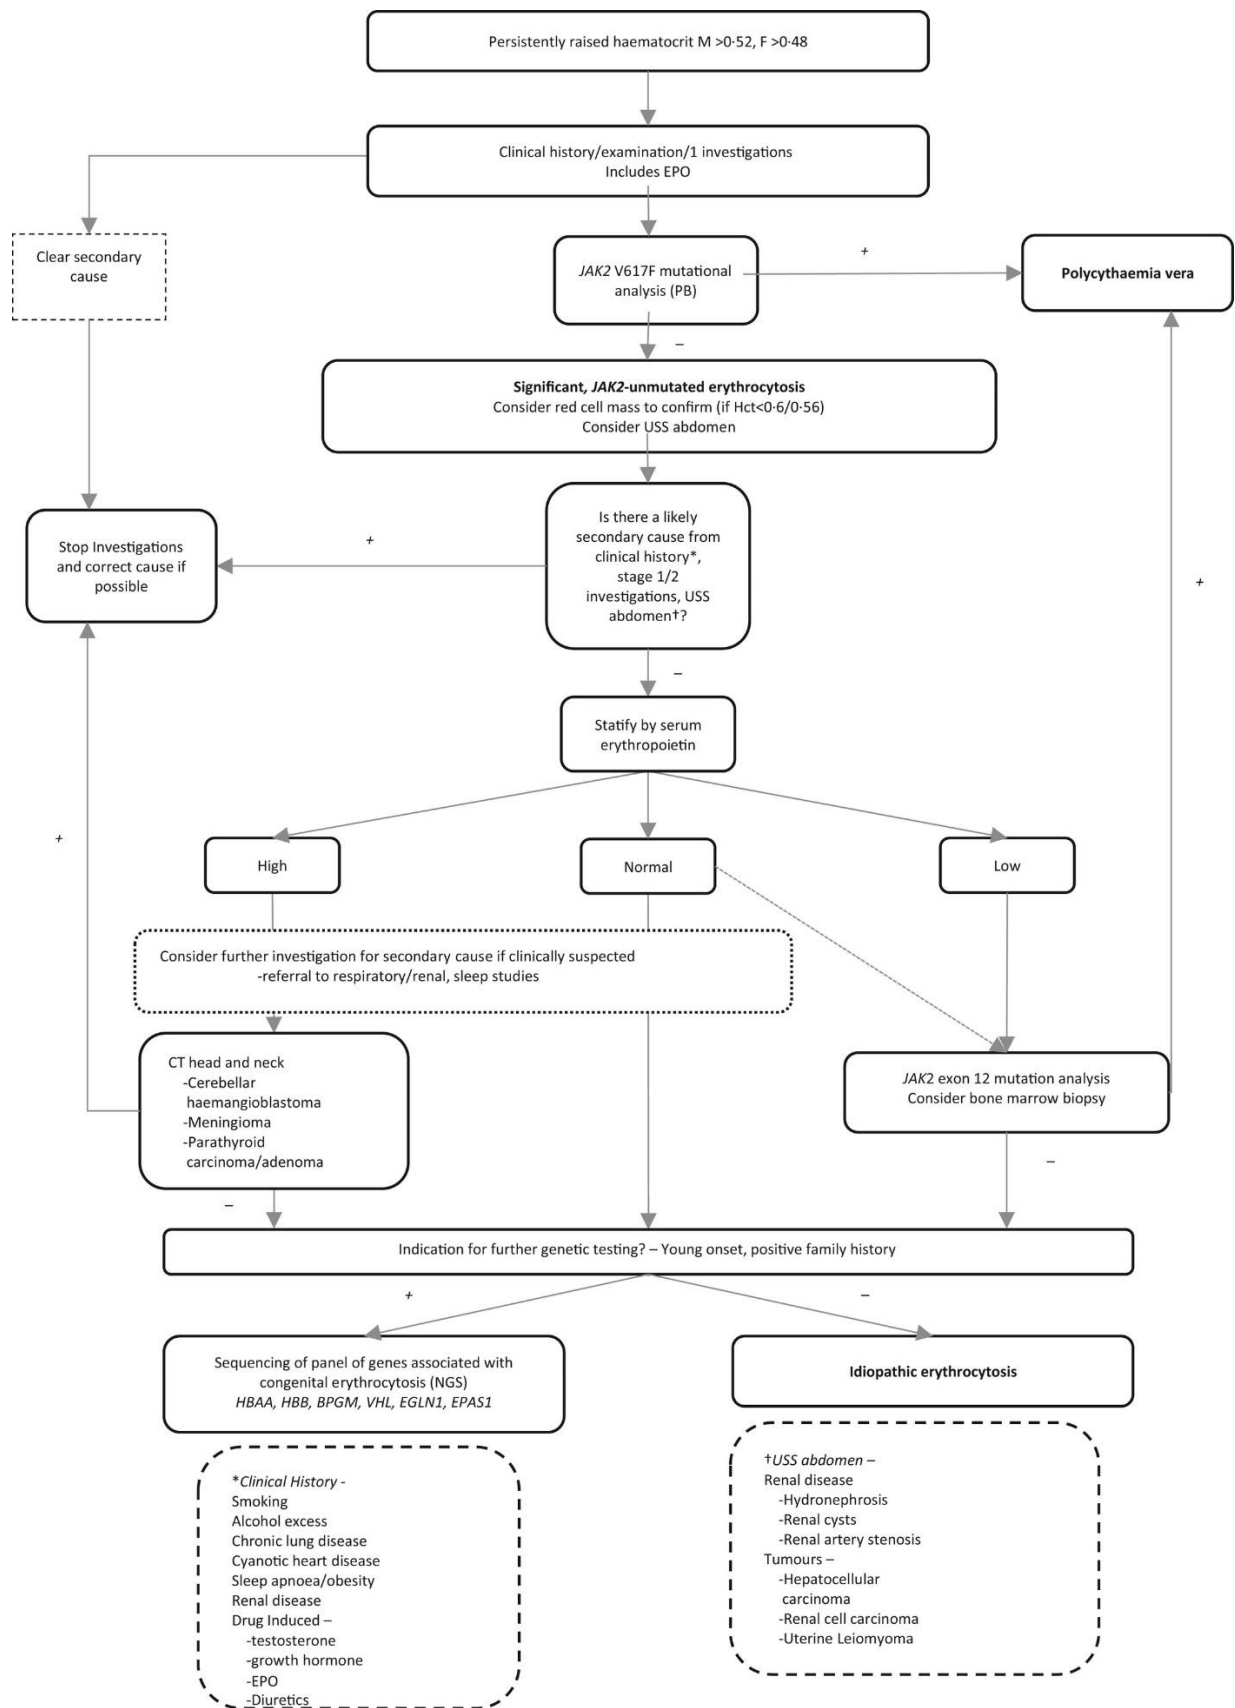 Persistently raised haematocrit M >0·52, F >0·48
Clinical history/examination/1 investigations
Includes EPO
Clear secondary
cause
JAK2 V617F mutational
analysis (PB)
+
Polycythaemia vera
–
Significant, JAK2-unmutated erythrocytosis
Consider red cell mass to confirm (if Hct<0·6/0·56)
Consider USS abdomen
Stop Investigations
and correct cause if
possible
+
Is there a likely
secondary cause from
clinical history*,
stage 1/2
investigations, USS
abdomen†?
+
–
Statify by serum
erythropoietin
+
High
Normal
Low
Consider further investigation for secondary cause if clinically suspected
-referral to respiratory/renal, sleep studies
CT head and neck
-Cerebellar
haemangioblastoma
-Meningioma
-Parathyroid
carcinoma/adenoma
JAK2 exon 12 mutation analysis
Consider bone marrow biopsy
–
–
Indication for further genetic testing? – Young onset, positive family history
+
–
Sequencing of panel of genes associated with
congenital erythrocytosis (NGS)
HBAA, HBB, BPGM, VHL, EGLN1, EPAS1
Idiopathic erythrocytosis
*Clinical History -
Smoking
Alcohol excess
Chronic lung disease
Cyanotic heart disease
Sleep apnoea/obesity
Renal disease
Drug Induced –
-testosterone
-growth hormone
-EPO
-Diuretics
†USS abdomen –
Renal disease
-Hydronephrosis
-Renal cysts
-Renal artery stenosis
Tumours –
-Hepatocellular
carcinoma
-Renal cell carcinoma
-Uterine Leiomyoma